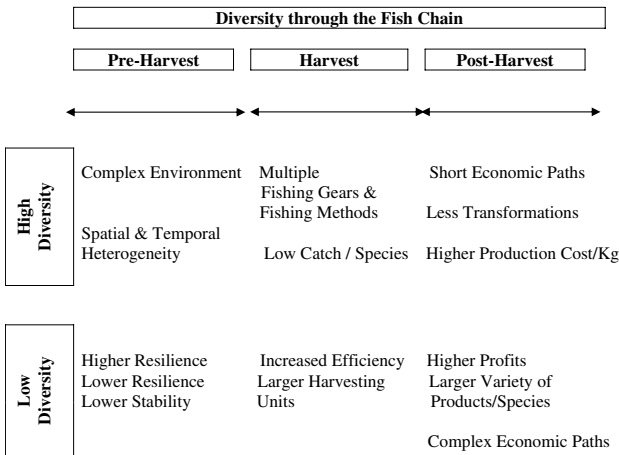 Diversity through the Fish Chain
Pre-Harvest
Harvest
Post-Harvest
High
Diversity
Complex Environment
Spatial & Temporal
Heterogeneity
Multiple
Fishing Gears &
Fishing Methods
Low Catch / Species
Short Economic Paths
Less Transformations
Higher Production Cost/Kg
Low
Diversity
Higher Resilience
Lower Resilience
Lower Stability
Increased Efficiency
Larger Harvesting
Units
Higher Profits
Larger Variety of
Products/Species
Complex Economic Paths